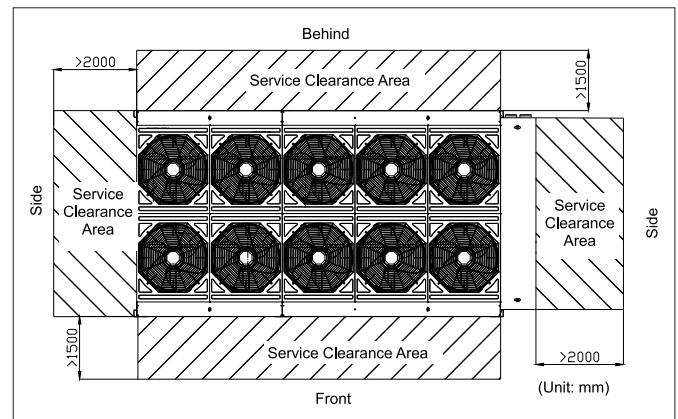 Behind
>2000
Service Clearance Area
>1500
Side
Service
Clearance
Area
Service
Clearance
Area
Side
>1500
Service Clearance Area
>2000
Front
(Unit: mm)